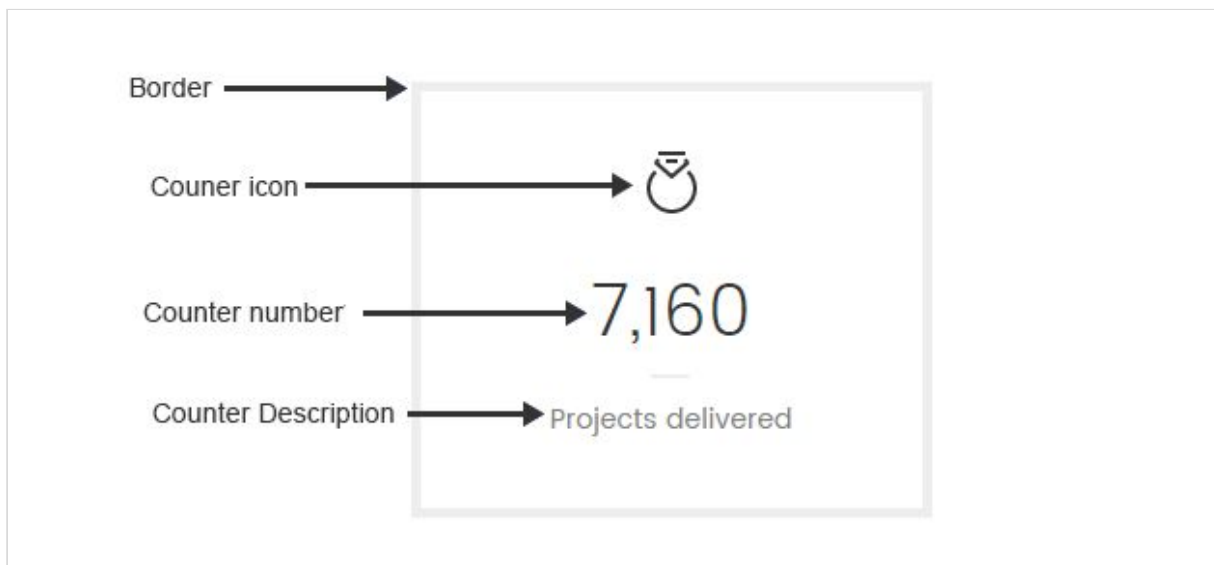 Border
Couner icon
Counter number
7,160
Counter Description
Projects delivered